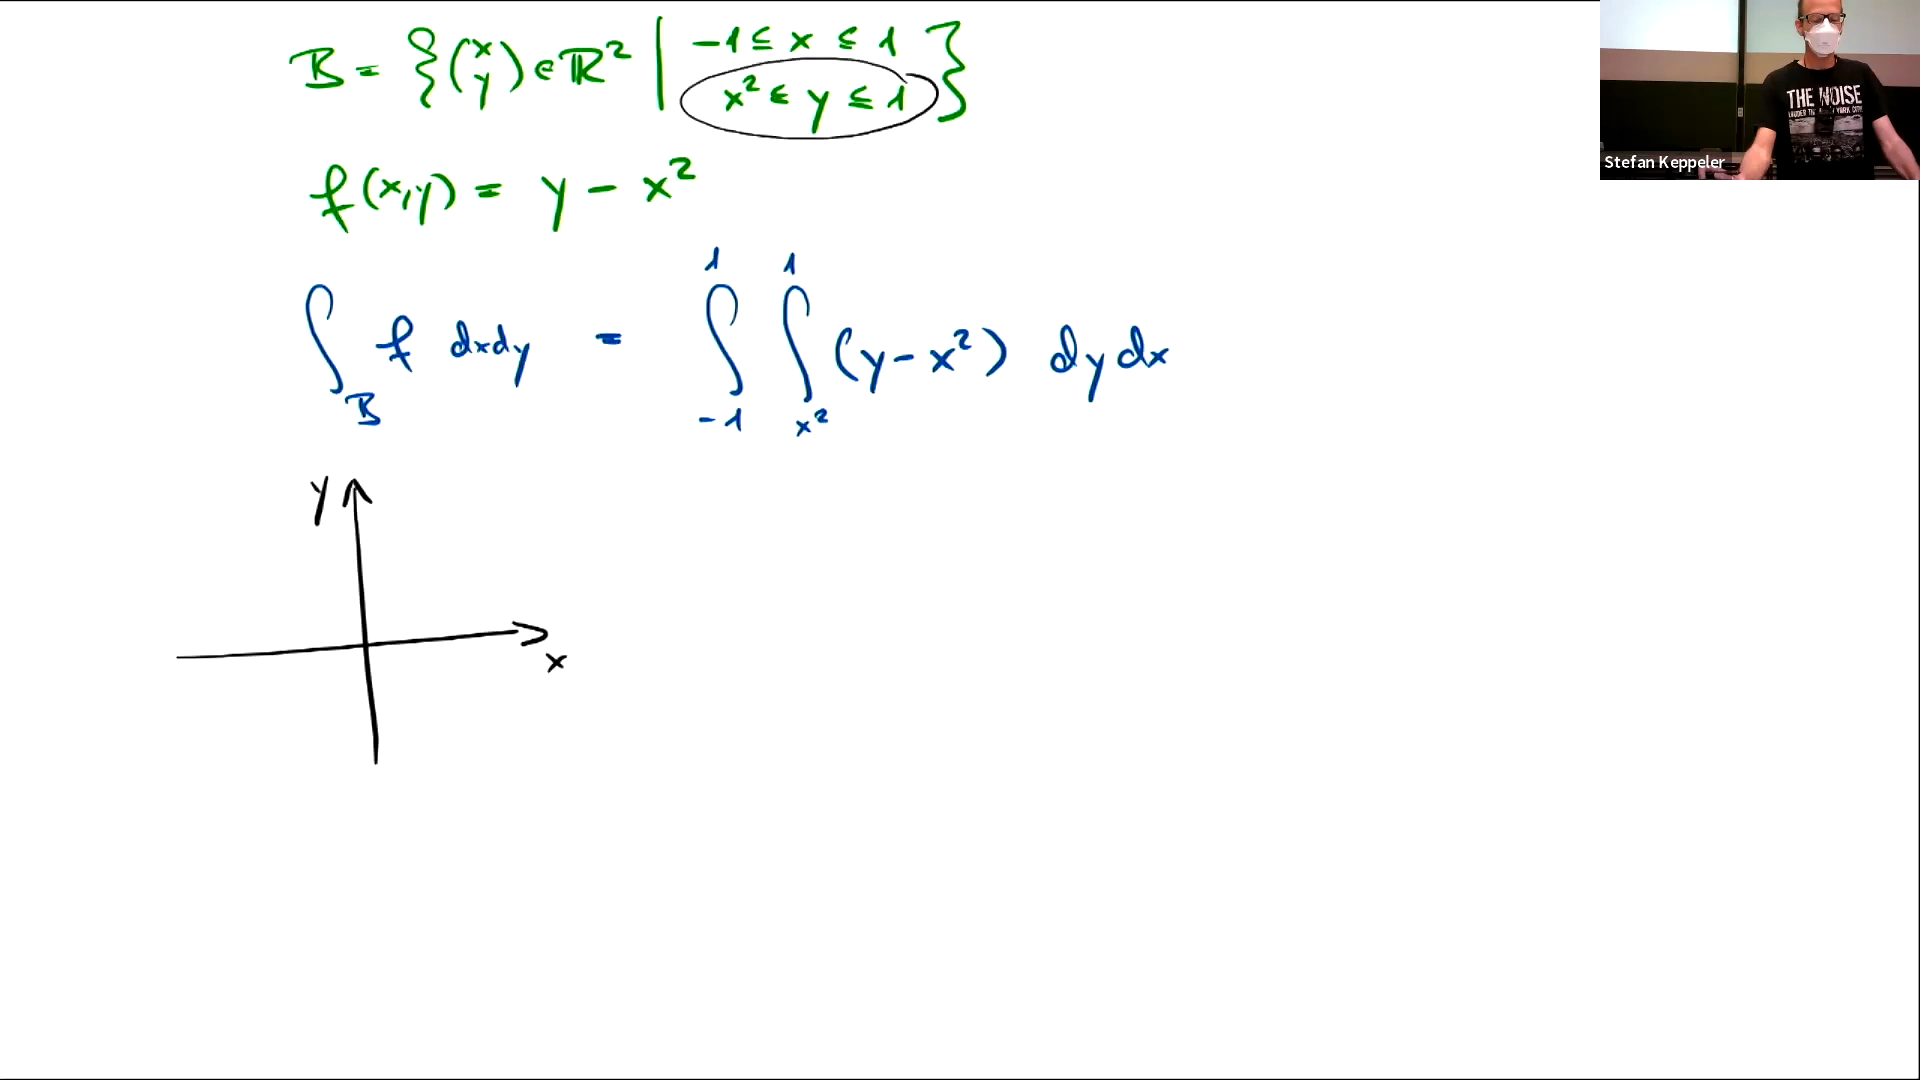 B = { (x y) ∈ ℝ² | -1 ≤ x ≤ 1
x² ≤ y ≤ 1 }
THE NOISE
Stefan Keppeler
f(x,y) = y - x²
∫_B f dxdy = ∫_{-1}^{1} ∫_{x²}^{1} (y - x²) dy dx
y
x